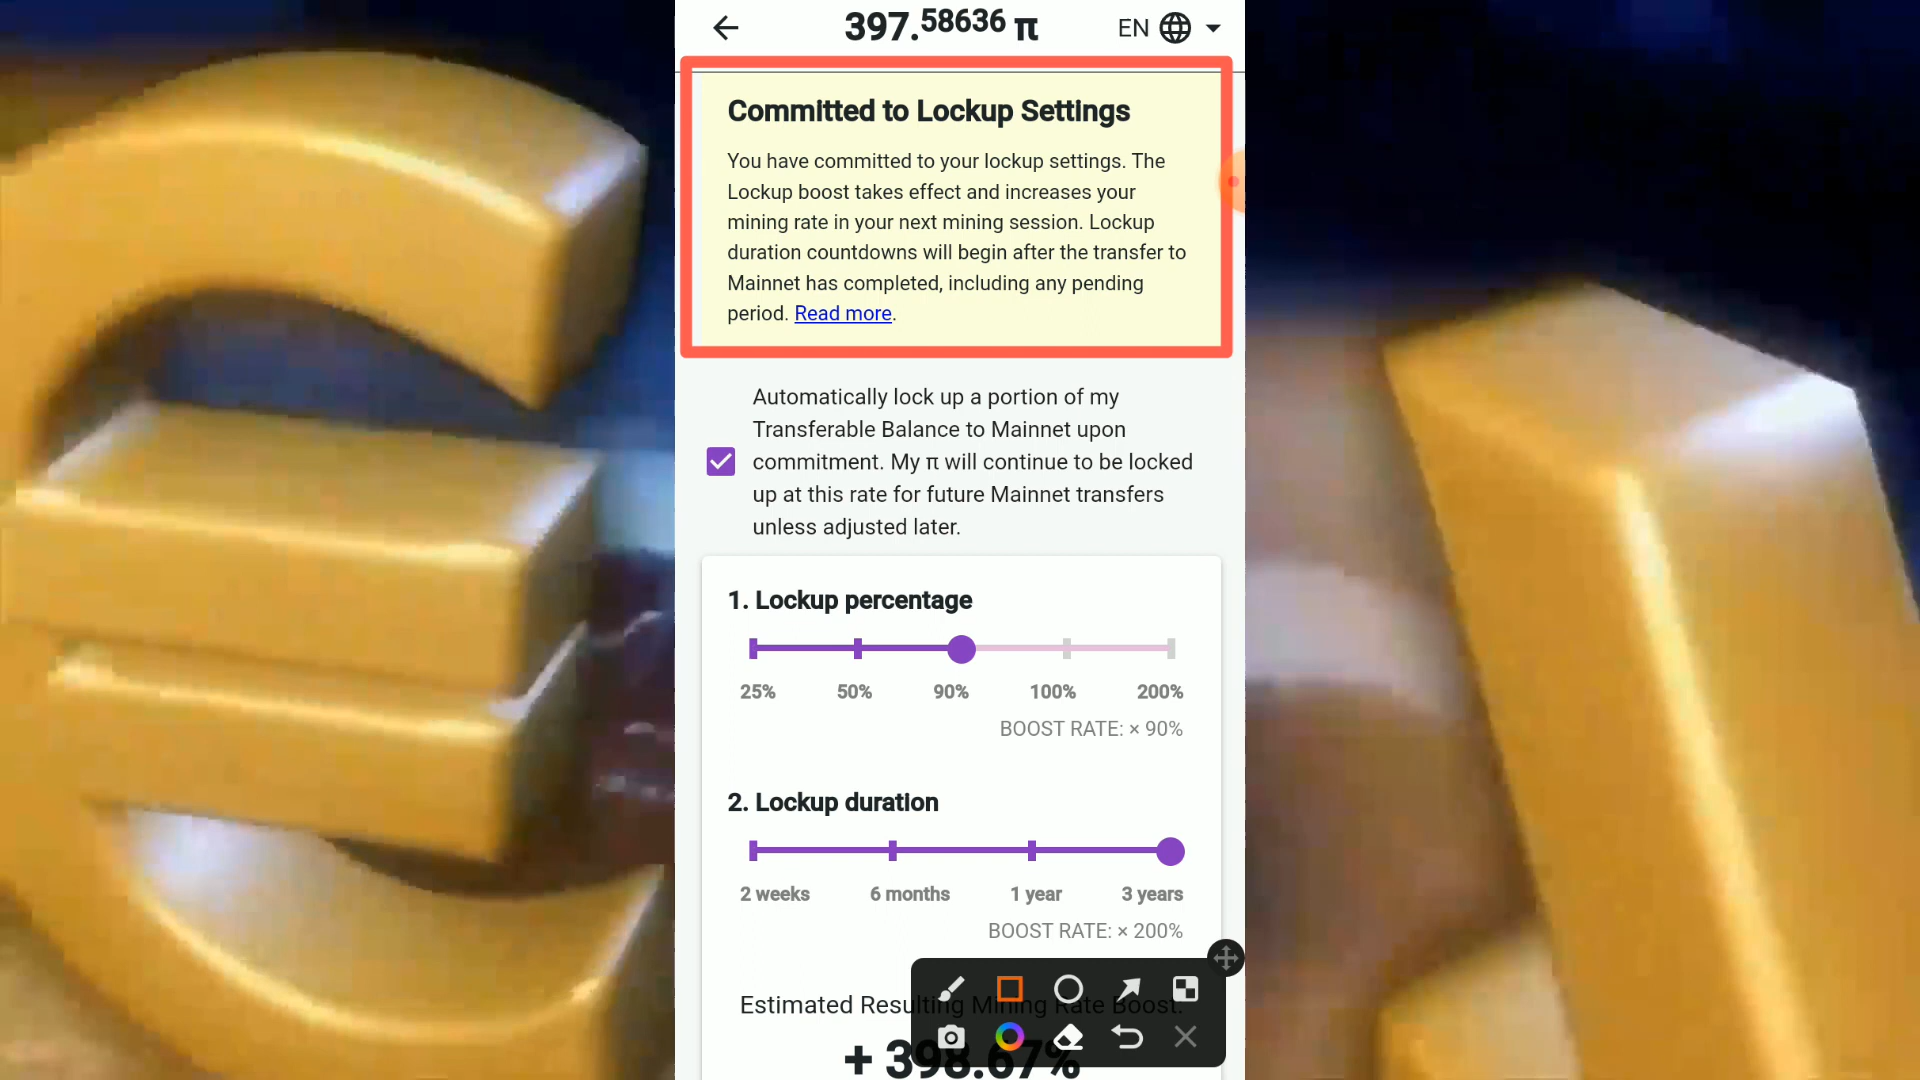 397.58636 π
EN
Committed to Lockup Settings
You have committed to your lockup settings. The
Lockup boost takes effect and increases your
mining rate in your next mining session. Lockup
duration countdowns will begin after the transfer to
Mainnet has completed, including any pending
period. Read more.
Automatically lock up a portion of my
Transferable Balance to Mainnet upon
commitment. My π will continue to be locked
up at this rate for future Mainnet transfers
unless adjusted later.
1. Lockup percentage
25% 50% 90% 100% 200%
BOOST RATE: × 90%
2. Lockup duration
2 weeks 6 months 1 year 3 years
BOOST RATE: × 200%
Estimated Resulting Mining Rate Boost:
+ 398.67%